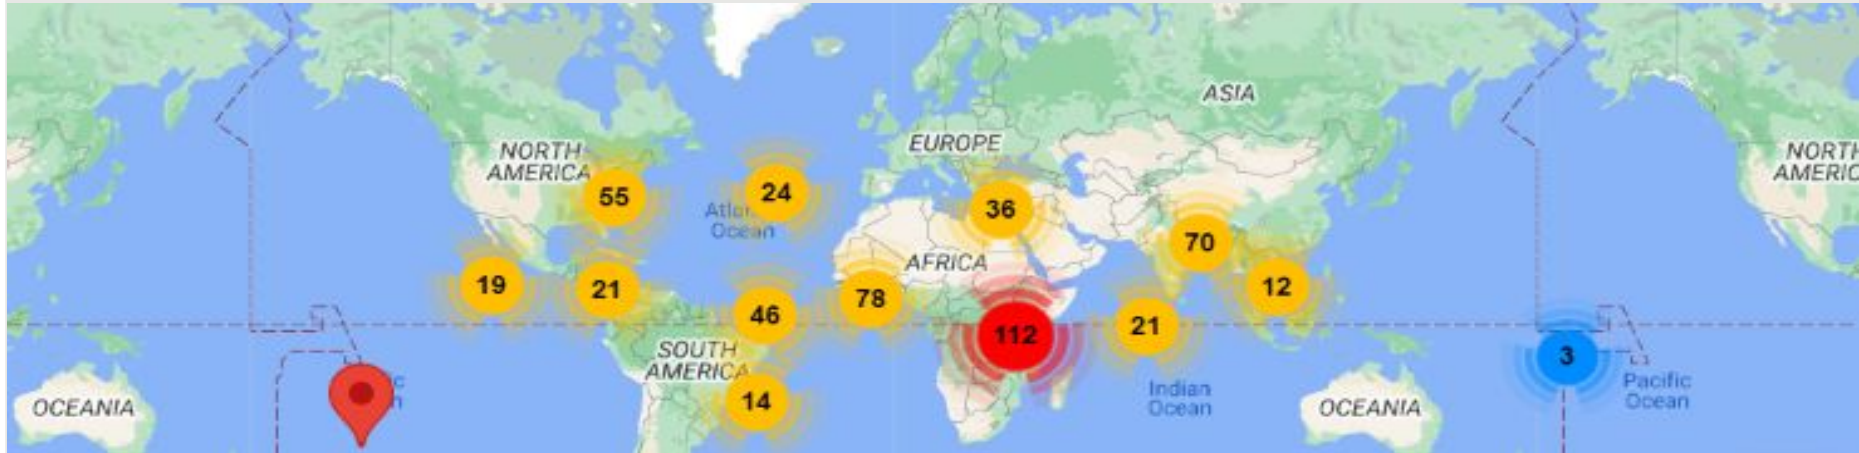 ASIA
EUROPE
NORTH
AMERICA
NORTH
AMERIC
55
24
Atlantic
Ocean
36
70
AFRICA
19
21
78
12
46
21
112
SOUTH
AMERICA
3
14
OCEANIA
Indian
Ocean
OCEANIA
Pacific
Ocean